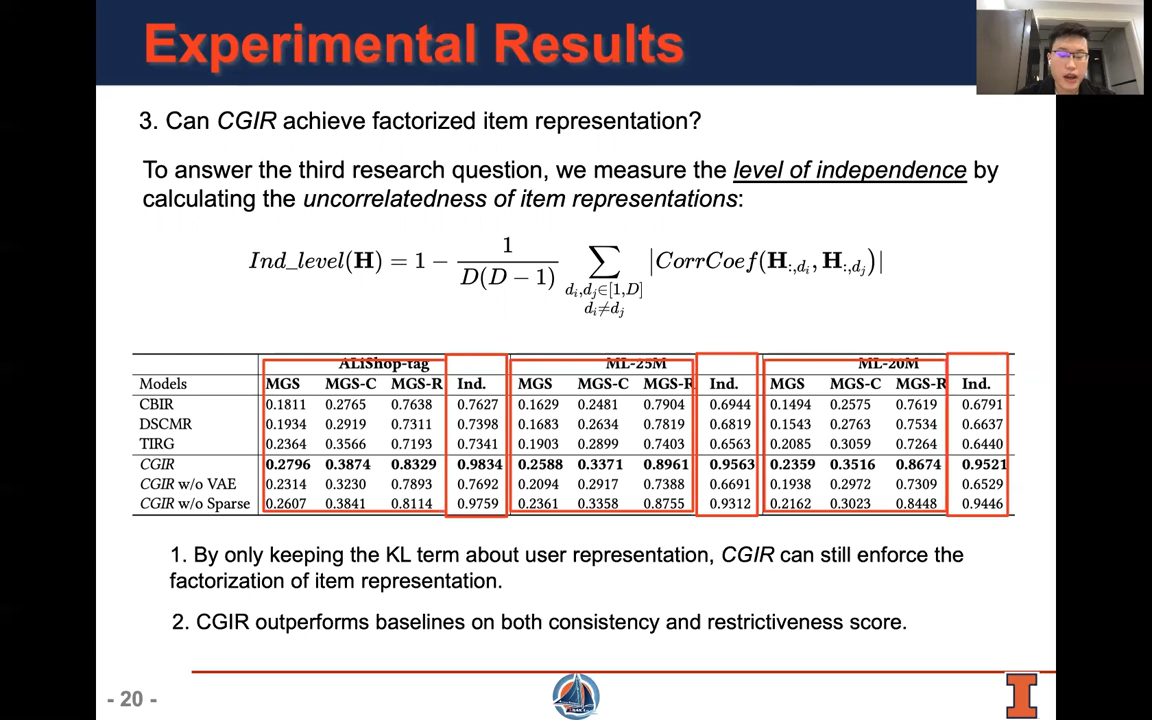 Experimental Results
3. Can CGIR achieve factorized item representation?
To answer the third research question, we measure the level of independence by
calculating the uncorrelatedness of item representations:
Ind_level(H) = 1 − 1/(D(D − 1)) ∑_{d_i,d_j∈[1,D], d_i≠d_j} |CorrCoef(H_{:,d_i}, H_{:,d_j})|
ALiShop-tag ML-25M ML-20M
Models MGS MGS-C MGS-R Ind. MGS MGS-C MGS-R Ind. MGS MGS-C MGS-R Ind.
CBIR 0.1811 0.2765 0.7638 0.7627 0.1629 0.2481 0.7904 0.6944 0.1494 0.2575 0.7619 0.6791
DSCMR 0.1934 0.2919 0.7311 0.7398 0.1683 0.2634 0.7819 0.6819 0.1543 0.2763 0.7534 0.6637
TIRG 0.2364 0.3566 0.7193 0.7341 0.1903 0.2899 0.7403 0.6563 0.2085 0.3059 0.7264 0.6440
CGIR 0.2796 0.3874 0.8329 0.9834 0.2588 0.3371 0.8961 0.9563 0.2359 0.3516 0.8674 0.9521
CGIR w/o VAE 0.2314 0.3230 0.7893 0.7692 0.2094 0.2917 0.7388 0.6691 0.1938 0.2972 0.7309 0.6529
CGIR w/o Sparse 0.2607 0.3841 0.8114 0.9759 0.2361 0.3358 0.8755 0.9312 0.2162 0.3023 0.8448 0.9446
1. By only keeping the KL term about user representation, CGIR can still enforce the
factorization of item representation.
2. CGIR outperforms baselines on both consistency and restrictiveness score.
- 20 -
I